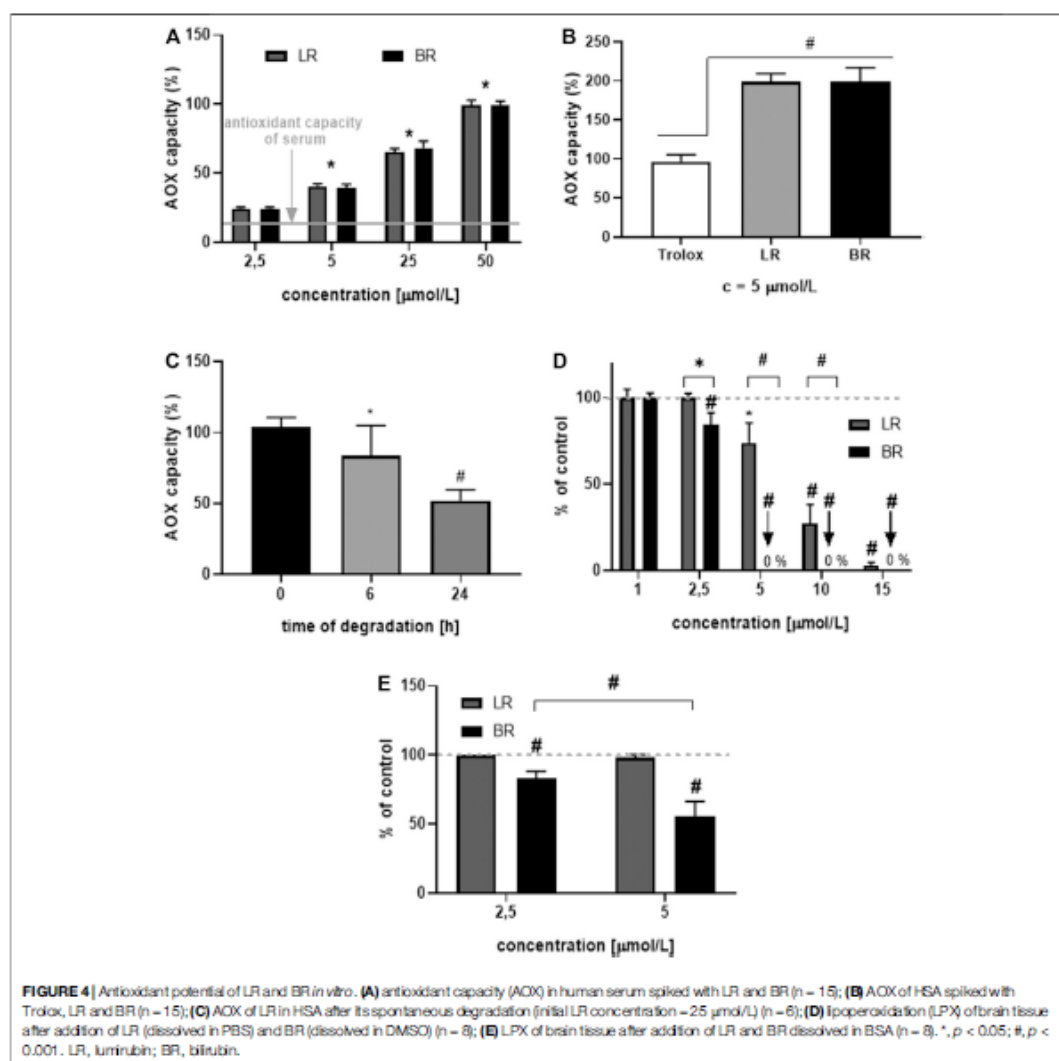 A
LR BR
AOX capacity (%)
150
100
50
0
antioxidant capacity
of serum
*
*
*
2,5 5 25 50
concentration [µmol/L]
B
#
AOX capacity (%)
250
200
150
100
50
0
Trolox LR BR
c = 5 µmol/L
C
AOX capacity (%)
150
100
50
0
*
#
0 6 24
time of degradation [h]
D
% of control
100
50
0
* # #
#
*
LR
BR
# # # # #
0 % 0 % 0 %
1 2,5 5 10 15
concentration [µmol/L]
E
LR
BR
% of control
150
100
50
0
#
#
#
2,5 5
concentration [µmol/L]
FIGURE 4 | Antioxidant potential of LR and BR in vitro. (A) antioxidant capacity (AOX) in human serum spiked with LR and BR (n = 15); (B) AOX of HSA spiked with
Trolox, LR and BR (n = 15); (C) AOX of LR in HSA after its spontaneous degradation (initial LR concentration = 25 µmol/L) (n = 6); (D) lipoperoxidation (LPX) of brain tissue
after addition of LR (dissolved in PBS) and BR (dissolved in DMSO) (n = 8); (E) LPX of brain tissue after addition of LR and BR dissolved in BSA (n = 8). *, p < 0.05; #, p <
0.001. LR, lumirubin; BR, bilirubin.